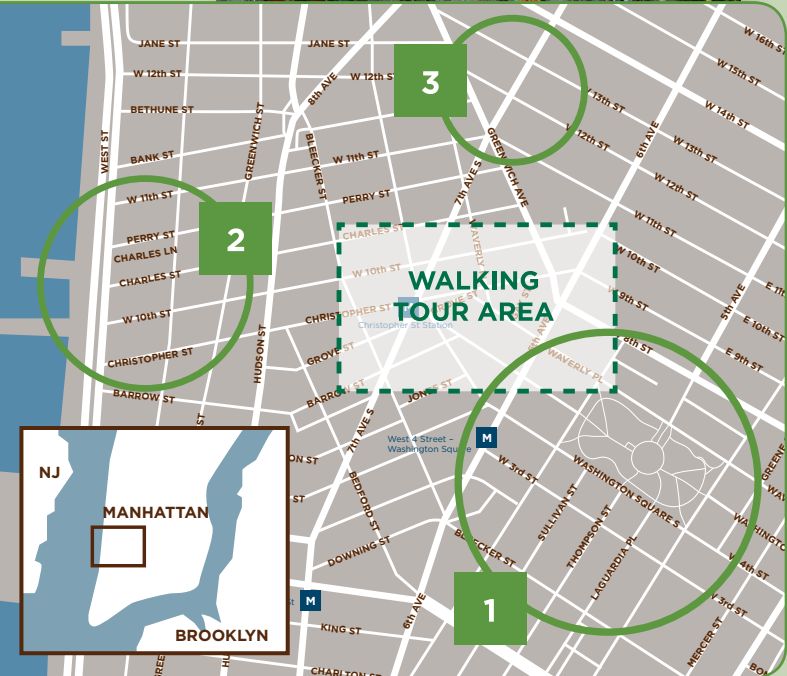 JANE ST
JANE ST
W 16th ST
W 12th ST
W 12th ST
3
W 15th ST
8th AVE
BETHUNE ST
W 13th ST
W 14th ST
GREENWICH ST
W 12th ST
6th AVE
W 13th ST
WEST ST
BANK ST
BLEECKER ST
W 11th ST
GREENWICH AVE
7th AVE S
W 12th ST
W 11th ST
PERRY ST
W 11th ST
2
CHARLES ST
WAVERLY
PERRY ST
CHARLES LN
W 10th ST
CHARLES ST
W 10th ST
WALKING
TOUR AREA
W 9th ST
5th AVE
E 11th
W 10th ST
CHRISTOPHER ST
GROVE ST
Christopher St Station
E 10th ST
HUDSON ST
8th ST
CHRISTOPHER ST
GROVE ST
WAVERLY PL
E 9th ST
BARROW ST
BARROW ST
JONES ST
7th AVE S
West 4 Street –
Washington Square
M
W 3rd ST
WASHINGTON SQUARE S
GREENE
NJ
MANHATTAN
BEDFORD ST
SULLIVAN ST
THOMPSON ST
WASHINGTON
BLEECKER ST
LAGUARDIA PL
DOWNING ST
W 4th ST
M
6th AVE
1
W 3rd ST
KING ST
BROOKLYN
MERCER ST
CHARLTON ST